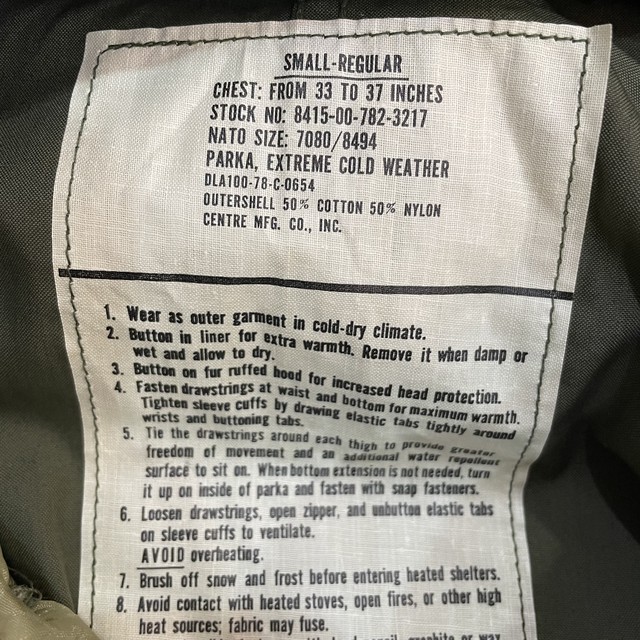 SMALL-REGULAR
CHEST: FROM 33 TO 37 INCHES
STOCK NO: 8415-00-782-3217
NATO SIZE: 7080/8494
PARKA, EXTREME COLD WEATHER
DLA100-78-C-0654
OUTERSHELL 50% COTTON 50% NYLON
CENTRE MFG. CO., INC.
1. Wear as outer garment in cold-dry climate.
2. Button in liner for extra warmth. Remove it when damp or
wet and allow to dry.
3. Button on fur ruffed hood for increased head protection.
4. Fasten drawstrings at waist and bottom for maximum warmth.
Tighten sleeve cuffs by drawing elastic tabs tightly around
wrists and buttoning tabs.
5. Tie the drawstrings around each thigh to provide greater
freedom of movement and an additional water repellent
surface to sit on. When bottom extension is not needed, turn
it up on inside of parka and fasten with snap fasteners.
6. Loosen drawstrings, open zipper, and unbutton elastic tabs
on sleeve cuffs to ventilate.
AVOID overheating.
7. Brush off snow and frost before entering heated shelters.
8. Avoid contact with heated stoves, open fires, or other high
heat sources; fabric may fuse.
graphite or wax